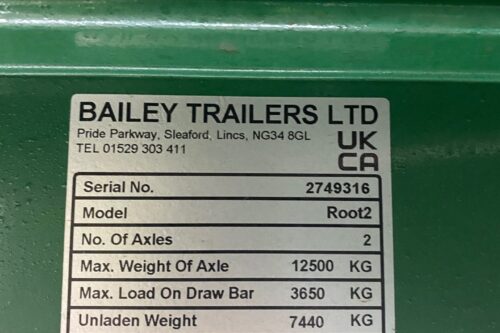 BAILEY TRAILERS LTD
Pride Parkway, Sleaford, Lincs, NG34 8GL
TEL 01529 303 411
UK
CA
Serial No. 2749316
Model Root2
No. Of Axles 2
Max. Weight Of Axle 12500 KG
Max. Load On Draw Bar 3650 KG
Unladen Weight 7440 KG